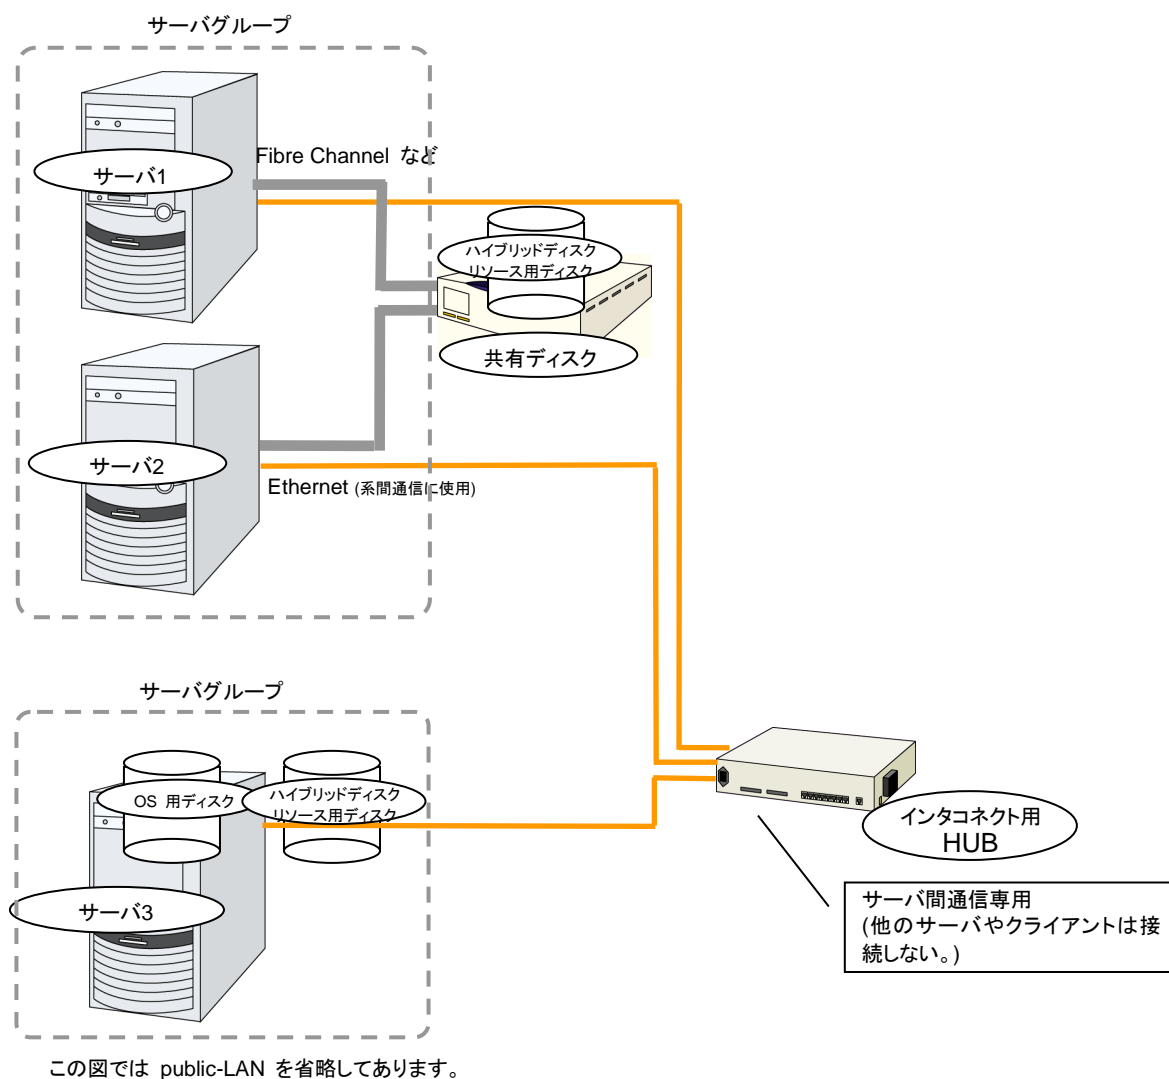 サーバグループ
Fibre Channel など
サーバ1
ハイブリッドディスク
リソース用ディスク
共有ディスク
サーバ2
Ethernet (系間通信に使用)
サーバグループ
OS 用ディスク
ハイブリッドディスク
リソース用ディスク
サーバ3
インタコネクト用
HUB
サーバ間通信専用
(他のサーバやクライアントは接
続しない。)
この図では public-LAN を省略してあります。